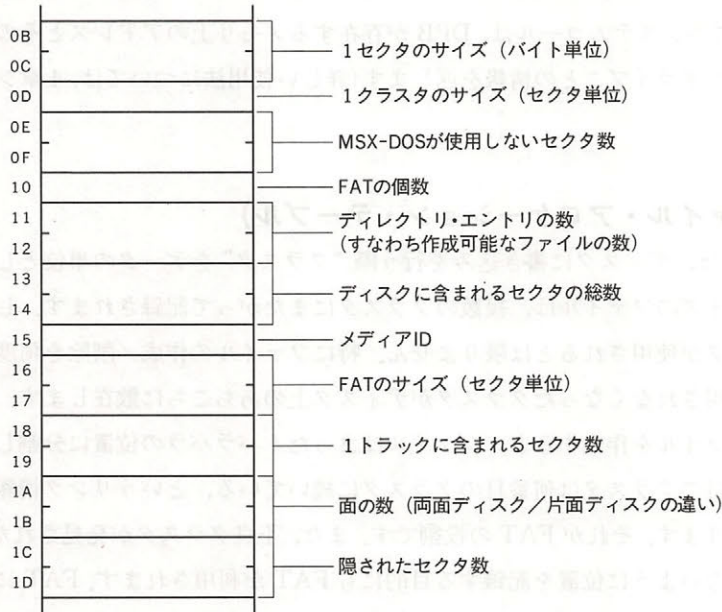 0B
0C
1セクタのサイズ(バイト単位)
0D
1クラスタのサイズ(セクタ単位)
0E
0F
MSX-DOSが使用しないセクタ数
10
FATの個数
11
12
ディレクトリ・エントリの数
(すなわち作成可能なファイルの数)
13
14
ディスクに含まれるセクタの総数
15
メディアID
16
17
FATのサイズ(セクタ単位)
18
19
1トラックに含まれるセクタ数
1A
1B
面の数(両面ディスク/片面ディスクの違い)
1C
1D
隠されたセクタ数